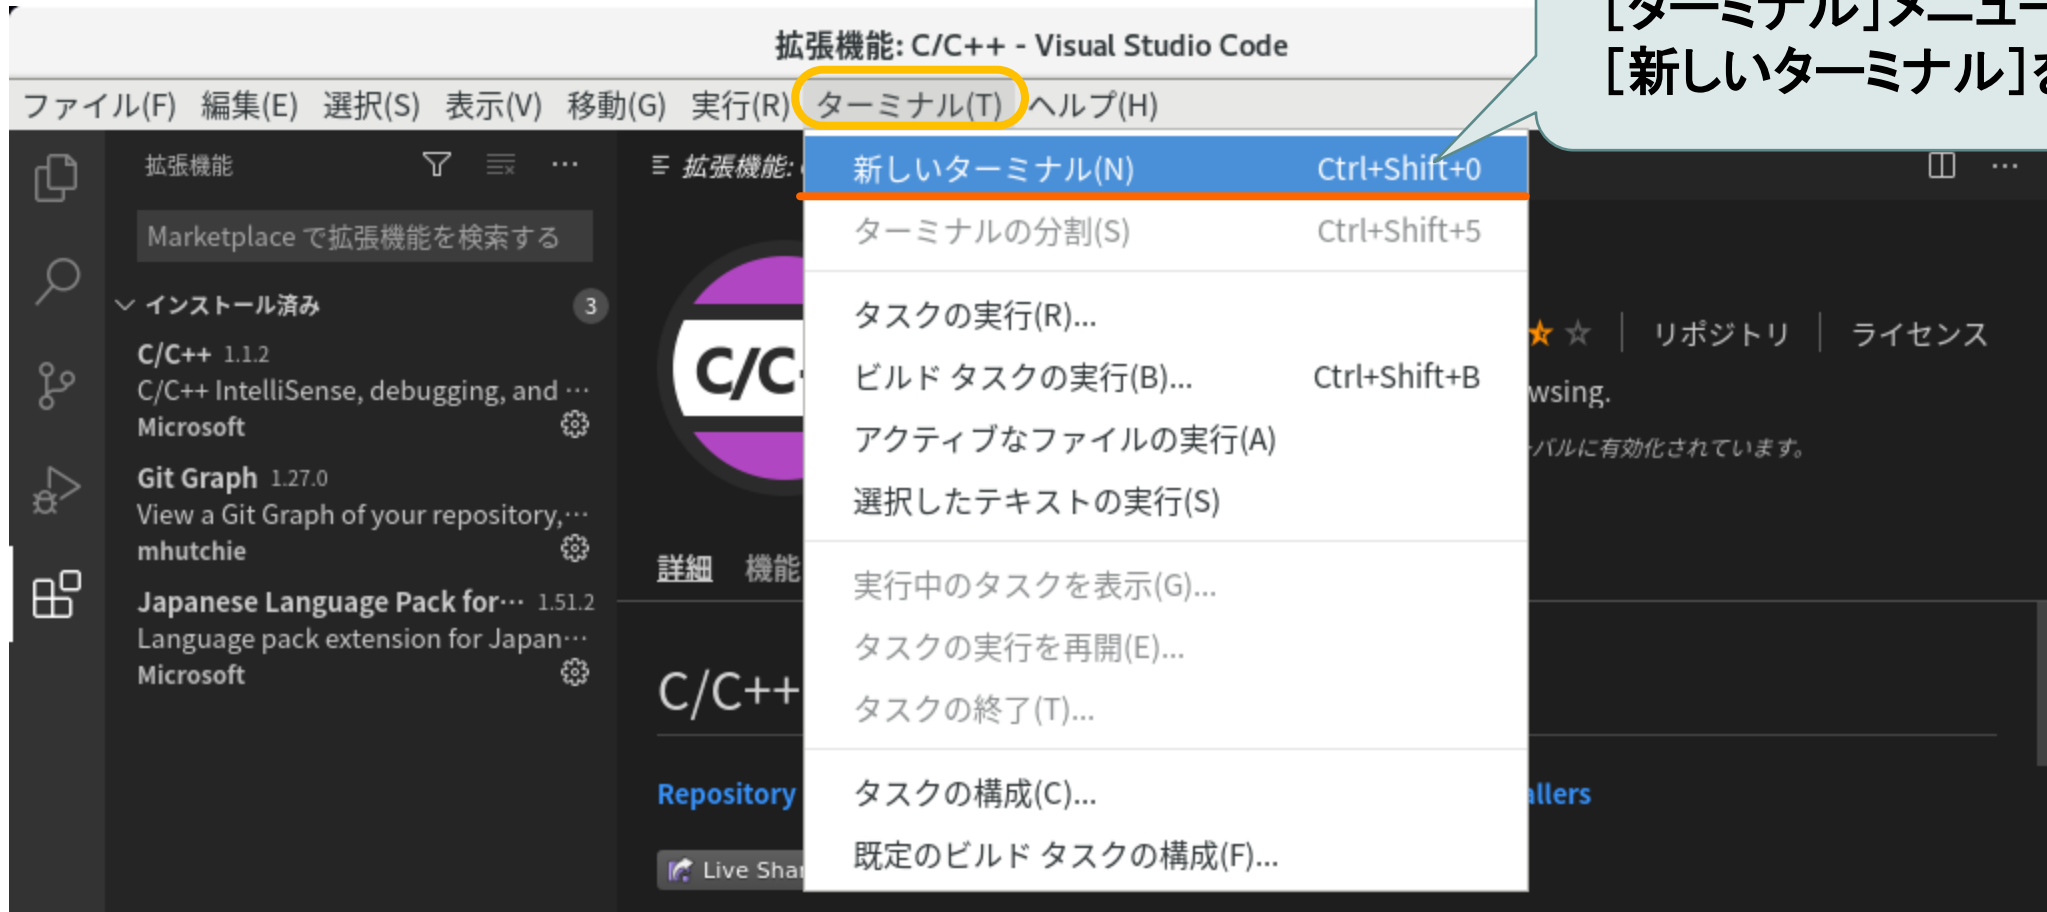 [ターミナル]メニュー
[新しいターミナル]を
拡張機能: C/C++ - Visual Studio Code
ファイル(F) 編集(E) 選択(S) 表示(V) 移動(G) 実行(R) ターミナル(T) ヘルプ(H)
拡張機能
Marketplace で拡張機能を検索する
インストール済み 3
C/C++ 1.1.2
C/C++ IntelliSense, debugging, and ···
Microsoft
Git Graph 1.27.0
View a Git Graph of your repository,···
mhutchie
Japanese Language Pack for··· 1.51.2
Language pack extension for Japan···
Microsoft
拡張機能:
新しいターミナル(N) Ctrl+Shift+0
ターミナルの分割(S) Ctrl+Shift+5
タスクの実行(R)...
ビルド タスクの実行(B)... Ctrl+Shift+B
アクティブなファイルの実行(A)
選択したテキストの実行(S)
実行中のタスクを表示(G)...
タスクの実行を再開(E)...
タスクの終了(T)...
タスクの構成(C)...
既定のビルド タスクの構成(F)...
C/C
リポジトリ ライセンス
wsing.
バルに有効化されています。
詳細 機能
C/C++
Repository allers
Live Shar